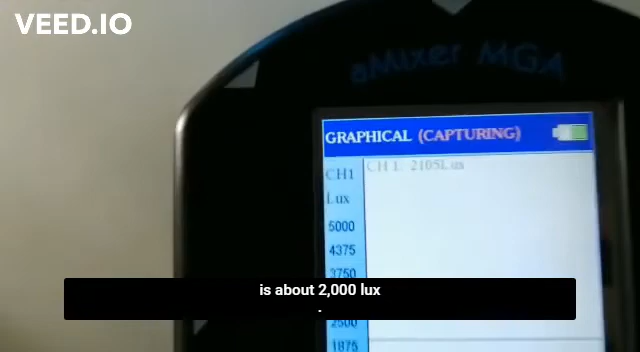 VEED.IO
aMixer MGA
GRAPHICAL (CAPTURING)
CH1
CH 1: 2105Lux
Lux
5000
4375
3750
is about 2,000 lux
.
2500
1875